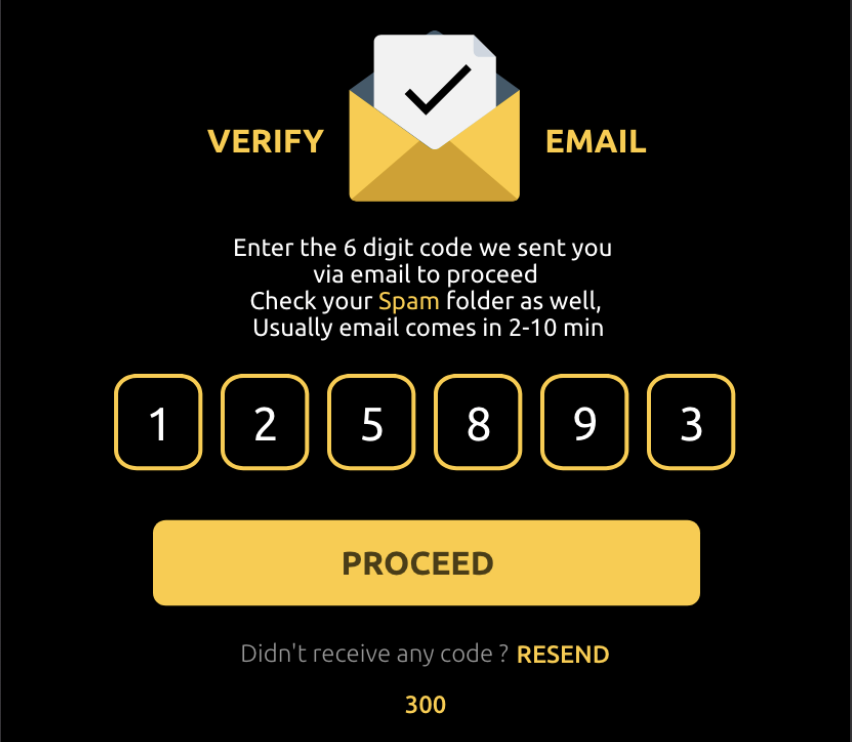 VERIFY EMAIL
Enter the 6 digit code we sent you
via email to proceed
Check your Spam folder as well,
Usually email comes in 2-10 min
1 2 5 8 9 3
PROCEED
Didn't receive any code ? RESEND
300